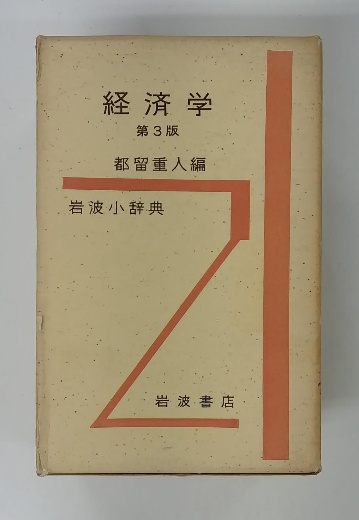 経済学
第3版
都留重人編
岩波小辞典
岩波書店